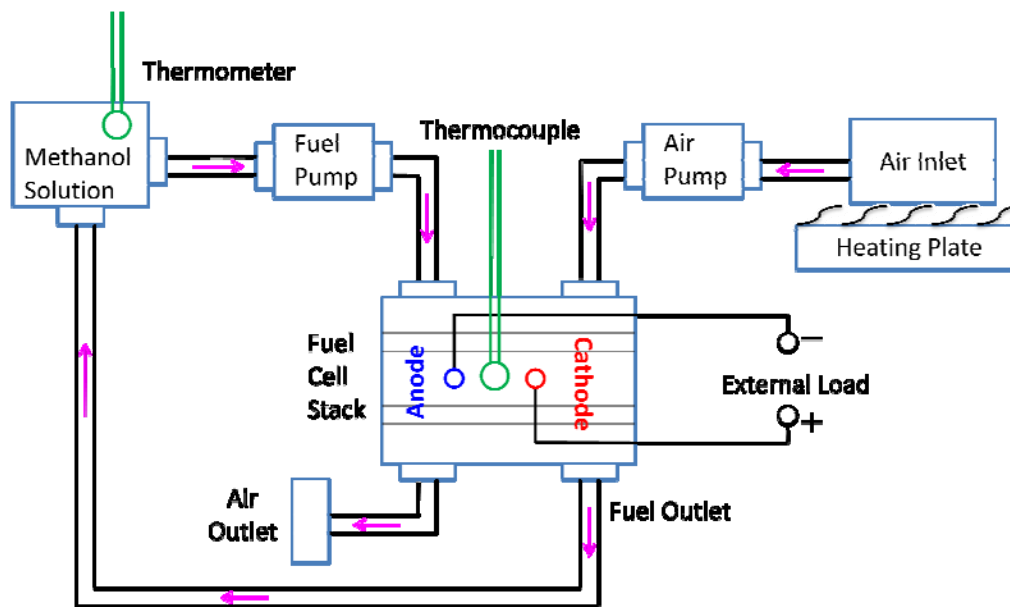 Thermometer
Methanol
Solution
Fuel
Pump
Thermocouple
Air
Pump
Air Inlet
Heating Plate
Fuel
Cell
Stack
Anode
Cathode
−
External Load
+
Air
Outlet
Fuel Outlet